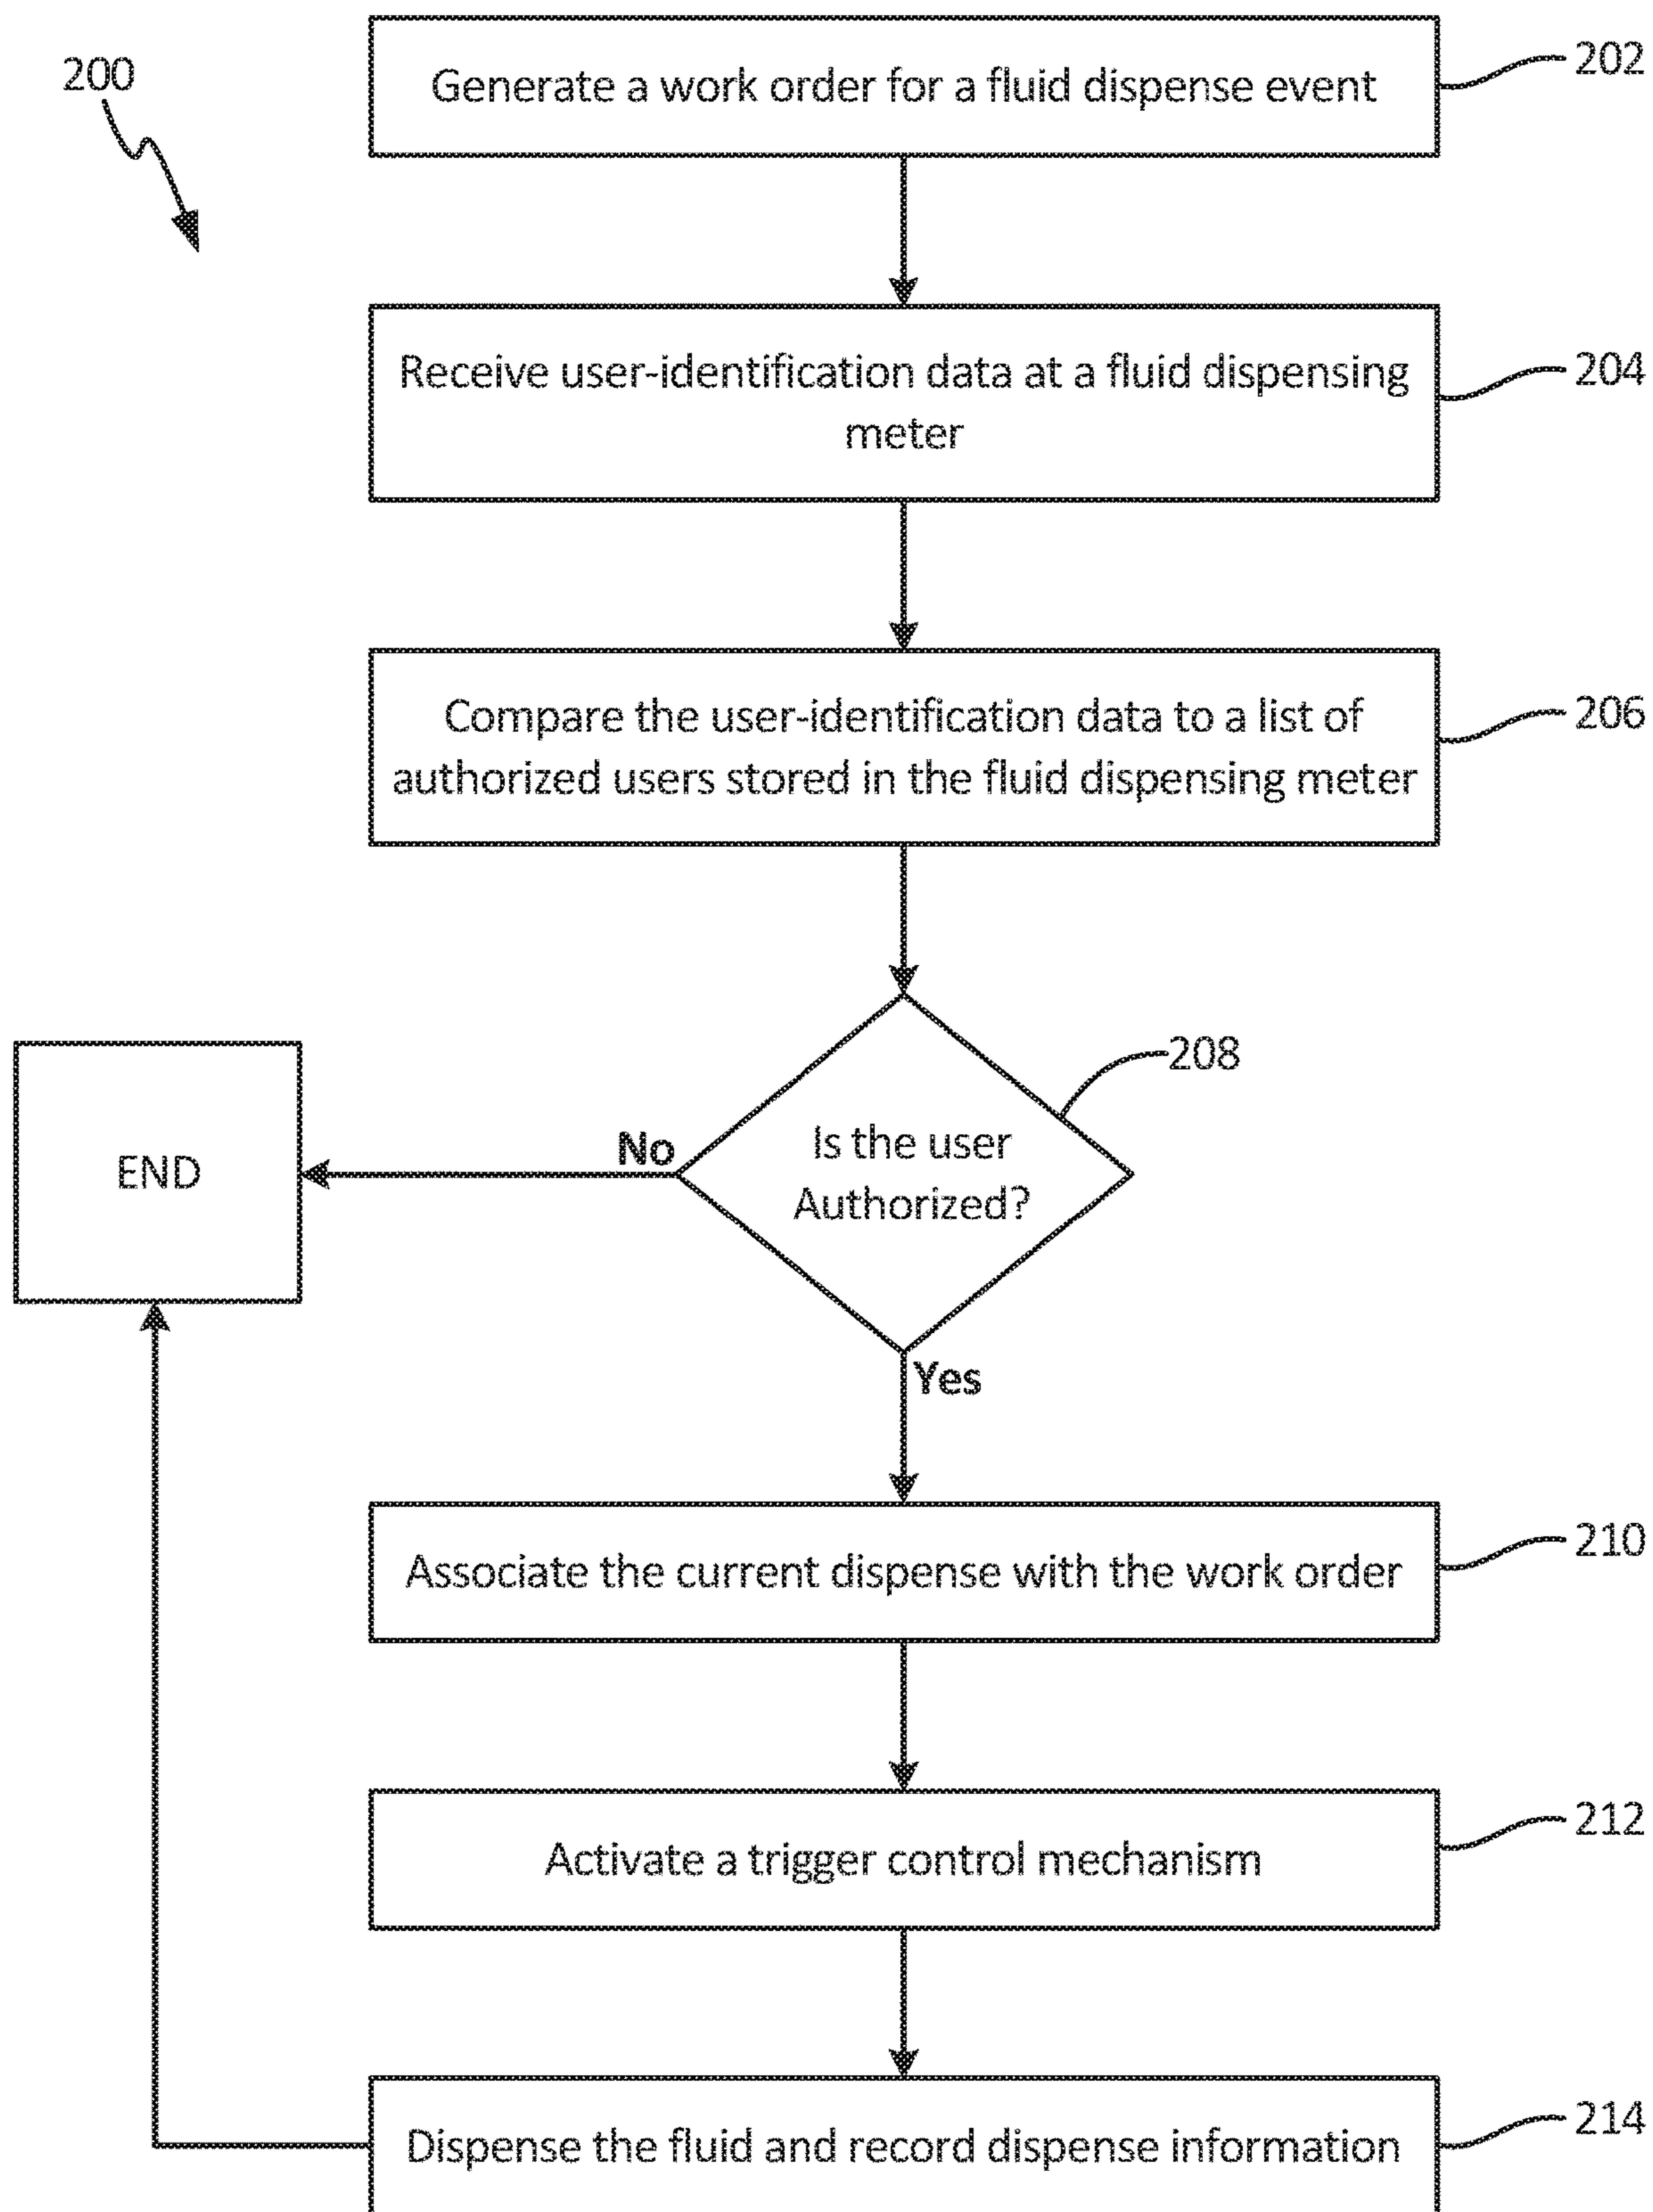 200
Generate a work order for a fluid dispense event
202
Receive user-identification data at a fluid dispensing
meter
204
Compare the user-identification data to a list of
authorized users stored in the fluid dispensing meter
206
208
Is the user
Authorized?
No
END
Yes
Associate the current dispense with the work order
210
Activate a trigger control mechanism
212
Dispense the fluid and record dispense information
214